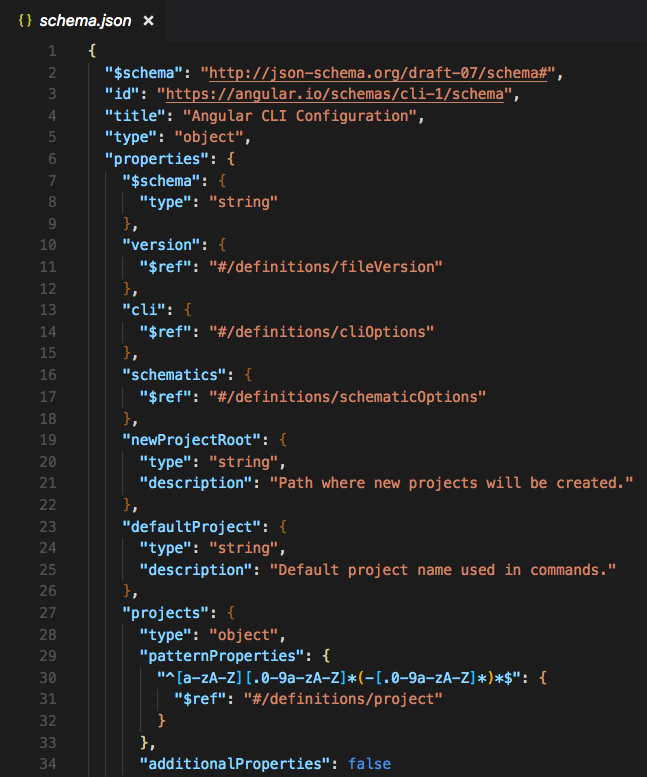 {} schema.json ×
1 {
2 "$schema": "http://json-schema.org/draft-07/schema#",
3 "id": "https://angular.io/schemas/cli-1/schema",
4 "title": "Angular CLI Configuration",
5 "type": "object",
6 "properties": {
7 "$schema": {
8 "type": "string"
9 },
10 "version": {
11 "$ref": "#/definitions/fileVersion"
12 },
13 "cli": {
14 "$ref": "#/definitions/cliOptions"
15 },
16 "schematics": {
17 "$ref": "#/definitions/schematicOptions"
18 },
19 "newProjectRoot": {
20 "type": "string",
21 "description": "Path where new projects will be created."
22 },
23 "defaultProject": {
24 "type": "string",
25 "description": "Default project name used in commands."
26 },
27 "projects": {
28 "type": "object",
29 "patternProperties": {
30 "^[a-zA-Z][.0-9a-zA-Z]*(-[.0-9a-zA-Z]*)*$": {
31 "$ref": "#/definitions/project"
32 }
33 },
34 "additionalProperties": false